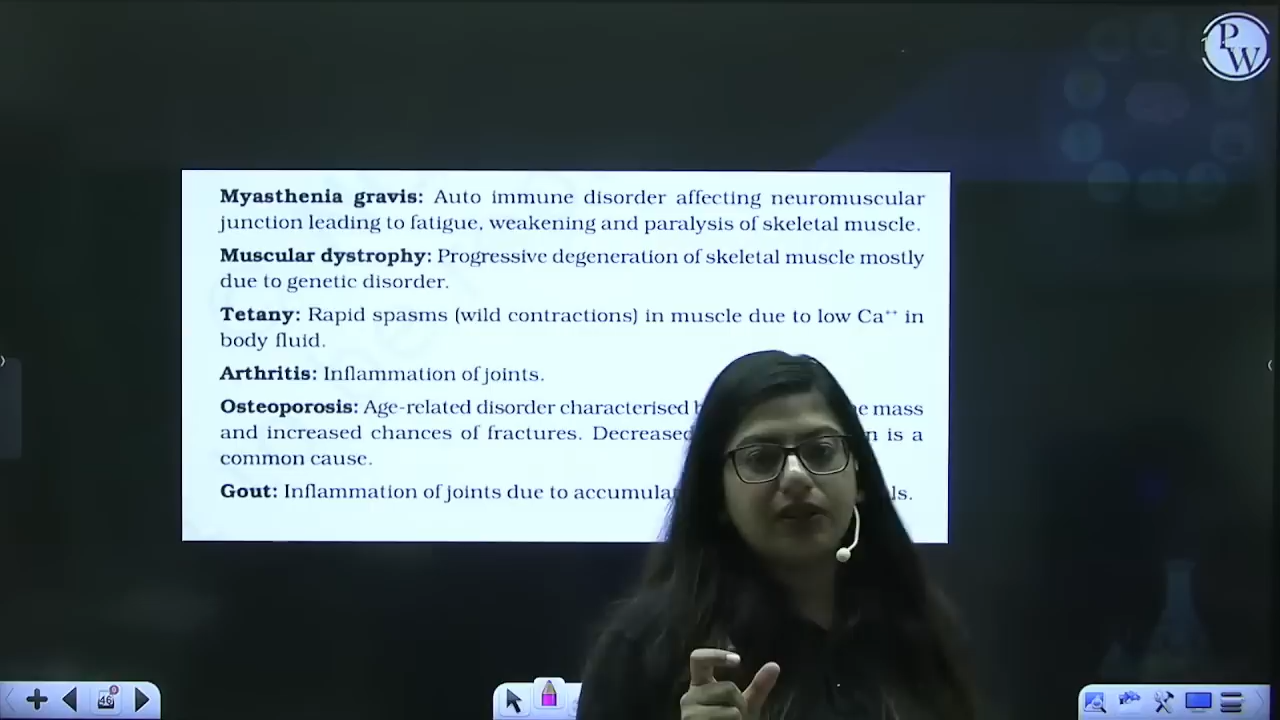 PW
Myasthenia gravis: Auto immune disorder affecting neuromuscular
junction leading to fatigue, weakening and paralysis of skeletal muscle.
Muscular dystrophy: Progressive degeneration of skeletal muscle mostly
due to genetic disorder.
Tetany: Rapid spasms (wild contractions) in muscle due to low Ca⁺⁺ in
body fluid.
Arthritis: Inflammation of joints.
Osteoporosis: Age-related disorder characterised mass
and increased chances of fractures. Decreased is a
common cause.
Gout: Inflammation of joints due to
46